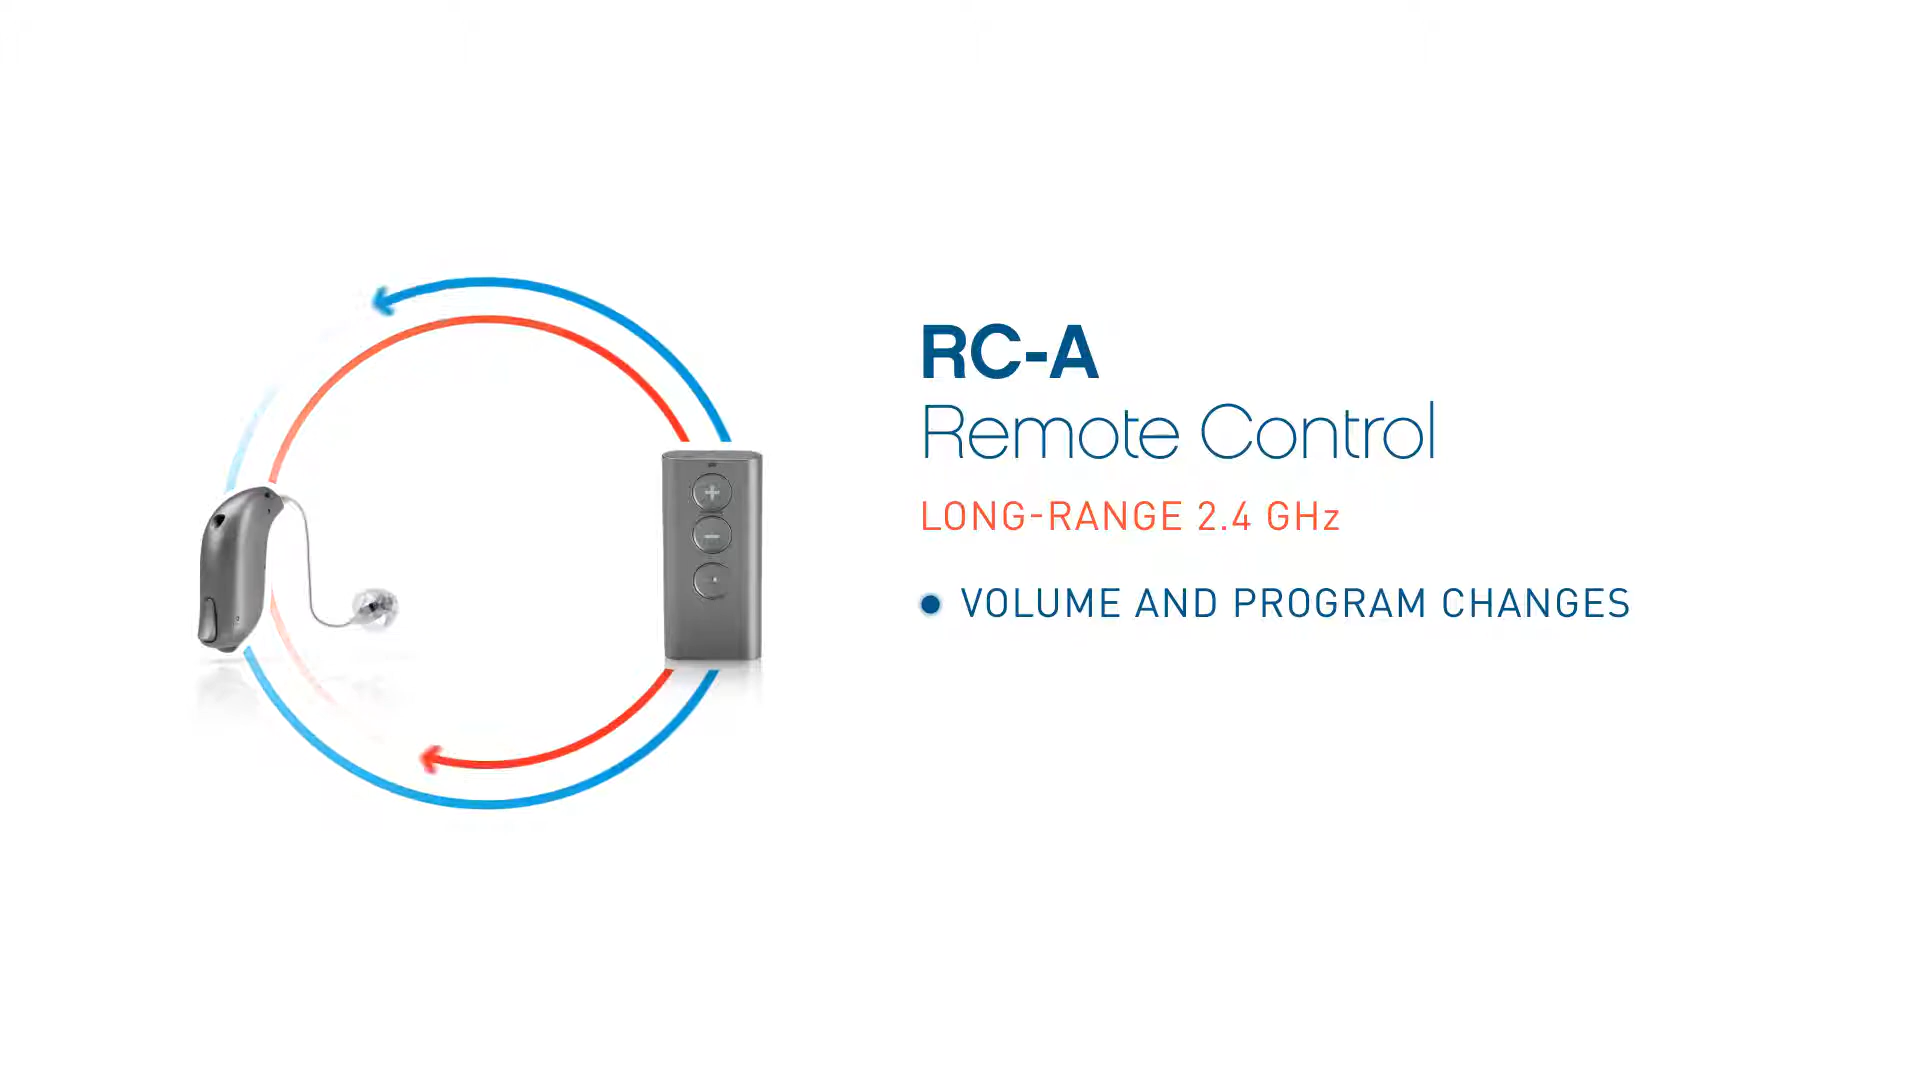 RC-A
Remote Control
LONG-RANGE 2.4 GHz
• VOLUME AND PROGRAM CHANGES